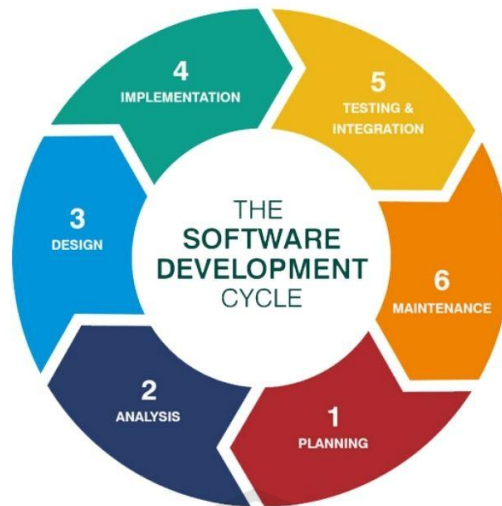 THE
SOFTWARE
DEVELOPMENT
CYCLE
1
PLANNING
2
ANALYSIS
3
DESIGN
4
IMPLEMENTATION
5
TESTING &
INTEGRATION
6
MAINTENANCE